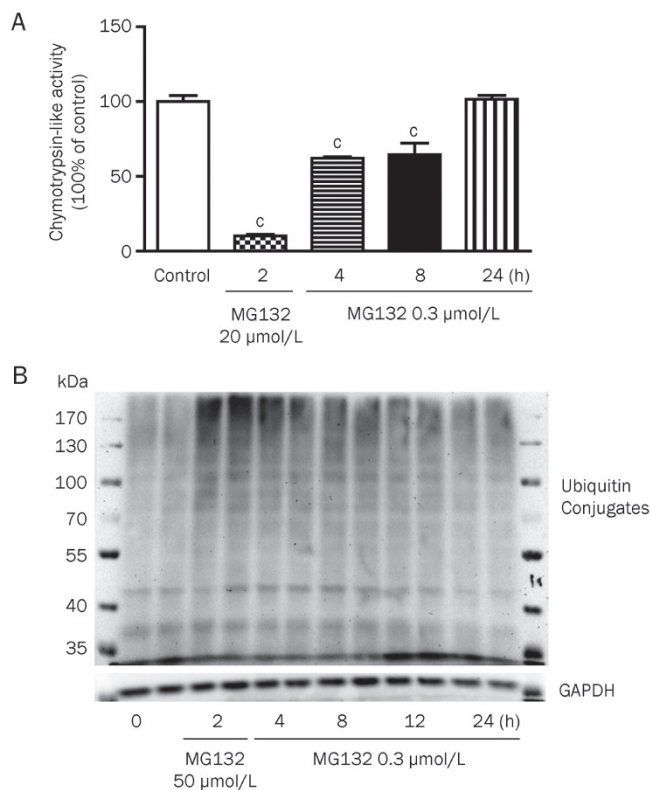 A
150
100
50
0
Chymotrypsin-like activity
(100% of control)
c
c
c
Control
2
4
8
24 (h)
MG132
20 μmol/L
MG132 0.3 μmol/L
B
kDa
170
130
100
70
55
40
35
Ubiquitin
Conjugates
GAPDH
0
2
4
8
12
24 (h)
MG132
50 μmol/L
MG132 0.3 μmol/L